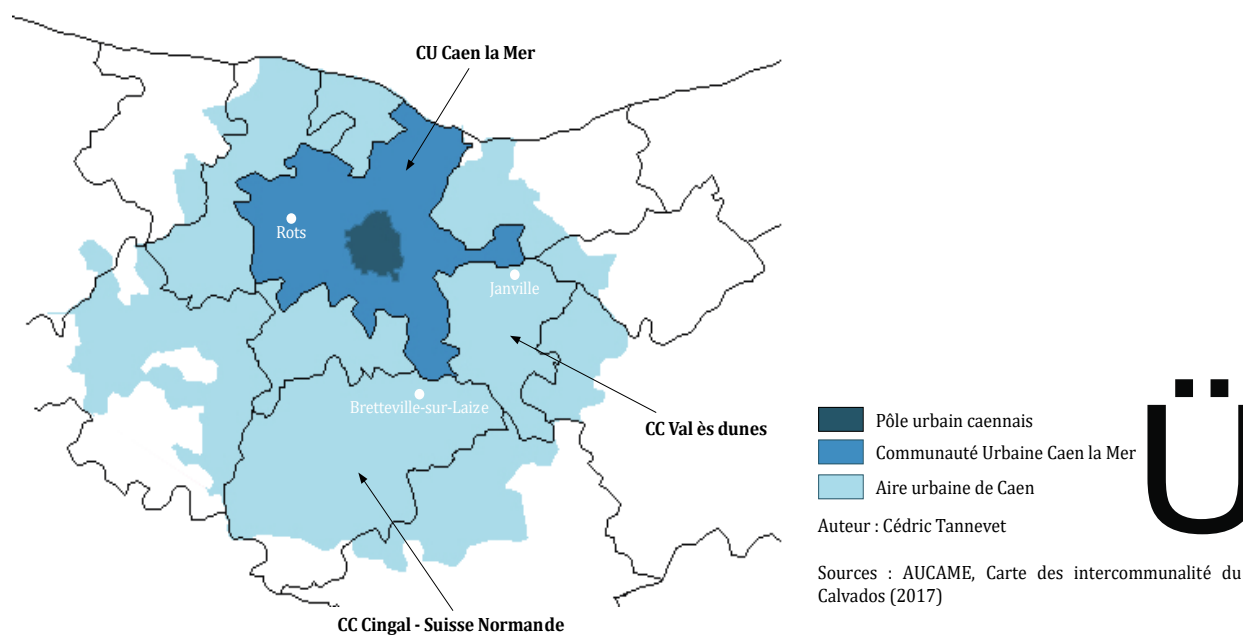 CU Caen la Mer
Rots
Janville
Bretteville-sur-Laize
CC Val ès dunes
CC Cingal - Suisse Normande
Pôle urbain caennais
Communauté Urbaine Caen la Mer
Aire urbaine de Caen
Auteur : Cédric Tannevet
Sources : AUCAME, Carte des intercommunalité du
Calvados (2017)
Ü